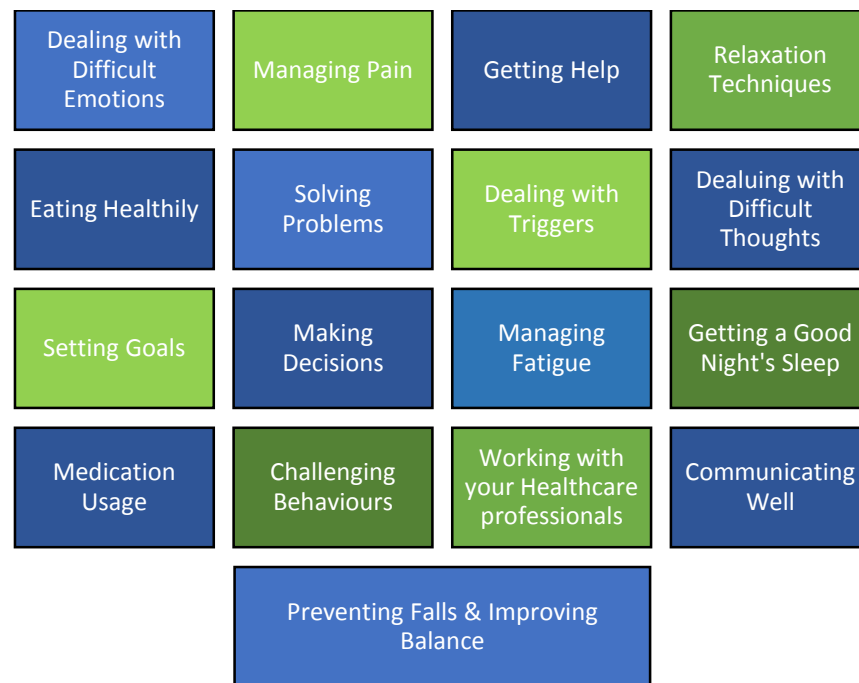 Dealing with
Difficult
Emotions
Managing Pain
Getting Help
Relaxation
Techniques
Eating Healthily
Solving
Problems
Dealing with
Triggers
Dealuing with
Difficult
Thoughts
Setting Goals
Making
Decisions
Managing
Fatigue
Getting a Good
Night's Sleep
Medication
Usage
Challenging
Behaviours
Working with
your Healthcare
professionals
Communicating
Well
Preventing Falls & Improving
Balance